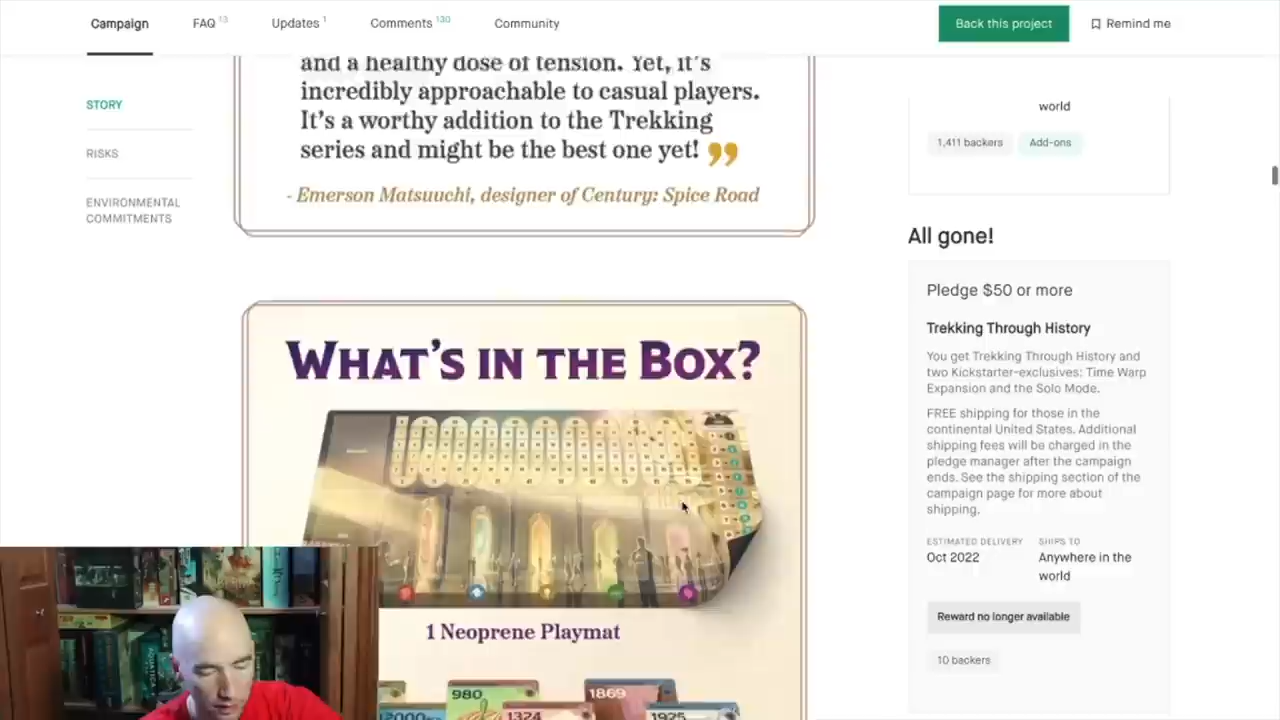 Campaign
FAQ 13
Updates 1
Comments 130
Community
Back this project
Remind me
STORY
RISKS
ENVIRONMENTAL
COMMITMENTS
and a healthy dose of tension. Yet, it's
incredibly approachable to casual players.
It's a worthy addition to the Trekking
series and might be the best one yet! ”
- Emerson Matsuuchi, designer of Century: Spice Road
WHAT'S IN THE BOX?
1 Neoprene Playmat
980
1869
12000
1324
1925
world
1,411 backers
Add-ons
All gone!
Pledge $50 or more
Trekking Through History
You get Trekking Through History and
two Kickstarter-exclusives: Time Warp
Expansion and the Solo Mode.
FREE shipping for those in the
continental United States. Additional
shipping fees will be charged in the
pledge manager after the campaign
ends. See the shipping section of the
campaign page for more about
shipping.
ESTIMATED DELIVERY
Oct 2022
SHIPS TO
Anywhere in the
world
Reward no longer available
10 backers